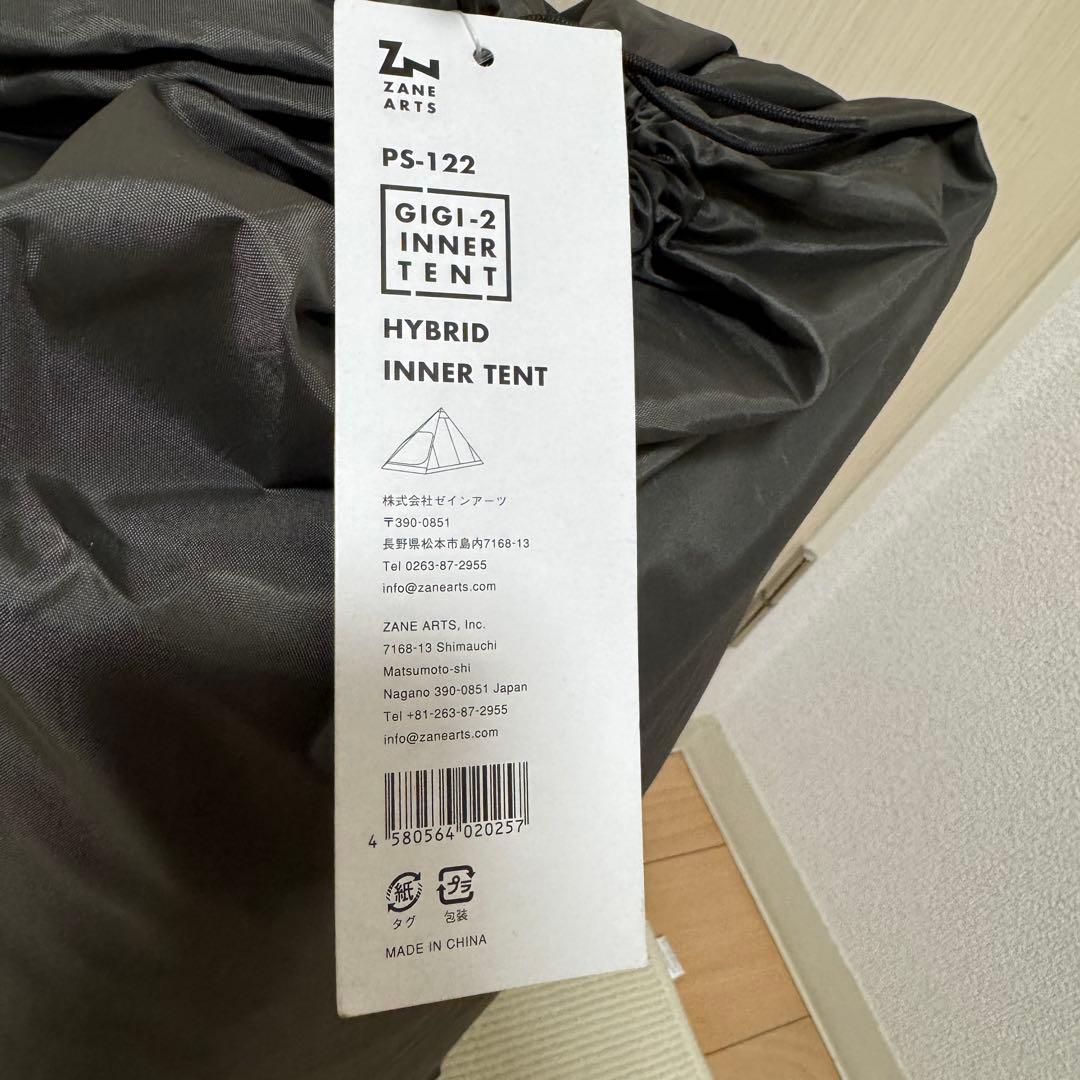 ZN
ZANE
ARTS
PS-122
GIGI-2
INNER
TENT
HYBRID
INNER TENT
株式会社ゼインアーツ
〒390-0851
長野県松本市島内7168-13
Tel 0263-87-2955
info@zanearts.com
ZANE ARTS, Inc.
7168-13 Shimauchi
Matsumoto-shi
Nagano 390-0851 Japan
Tel +81-263-87-2955
info@zanearts.com
4 580564 020257
紙 プラ
タグ 包装
MADE IN CHINA